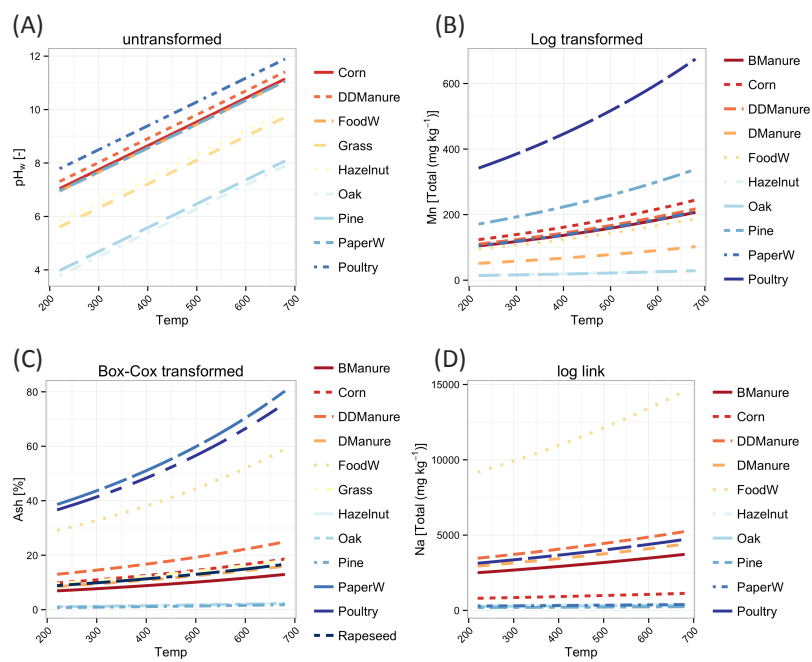 (A)
untransformed
12
10
8
6
4
pHw [-]
200
300
400
500
600
700
Temp
Corn
DDManure
FoodW
Grass
Hazelnut
Oak
Pine
PaperW
Poultry
(B)
Log transformed
600
400
200
0
Mn [Total (mg kg⁻¹)]
200
300
400
500
600
700
Temp
BManure
Corn
DDManure
DManure
FoodW
Hazelnut
Oak
Pine
PaperW
Poultry
(C)
Box-Cox transformed
80
60
40
20
0
Ash [%]
200
300
400
500
600
700
Temp
BManure
Corn
DDManure
DManure
FoodW
Grass
Hazelnut
Oak
Pine
PaperW
Poultry
Rapeseed
(D)
log link
15000
10000
5000
0
Na [Total (mg kg⁻¹)]
200
300
400
500
600
700
Temp
BManure
Corn
DDManure
DManure
FoodW
Hazelnut
Oak
Pine
PaperW
Poultry